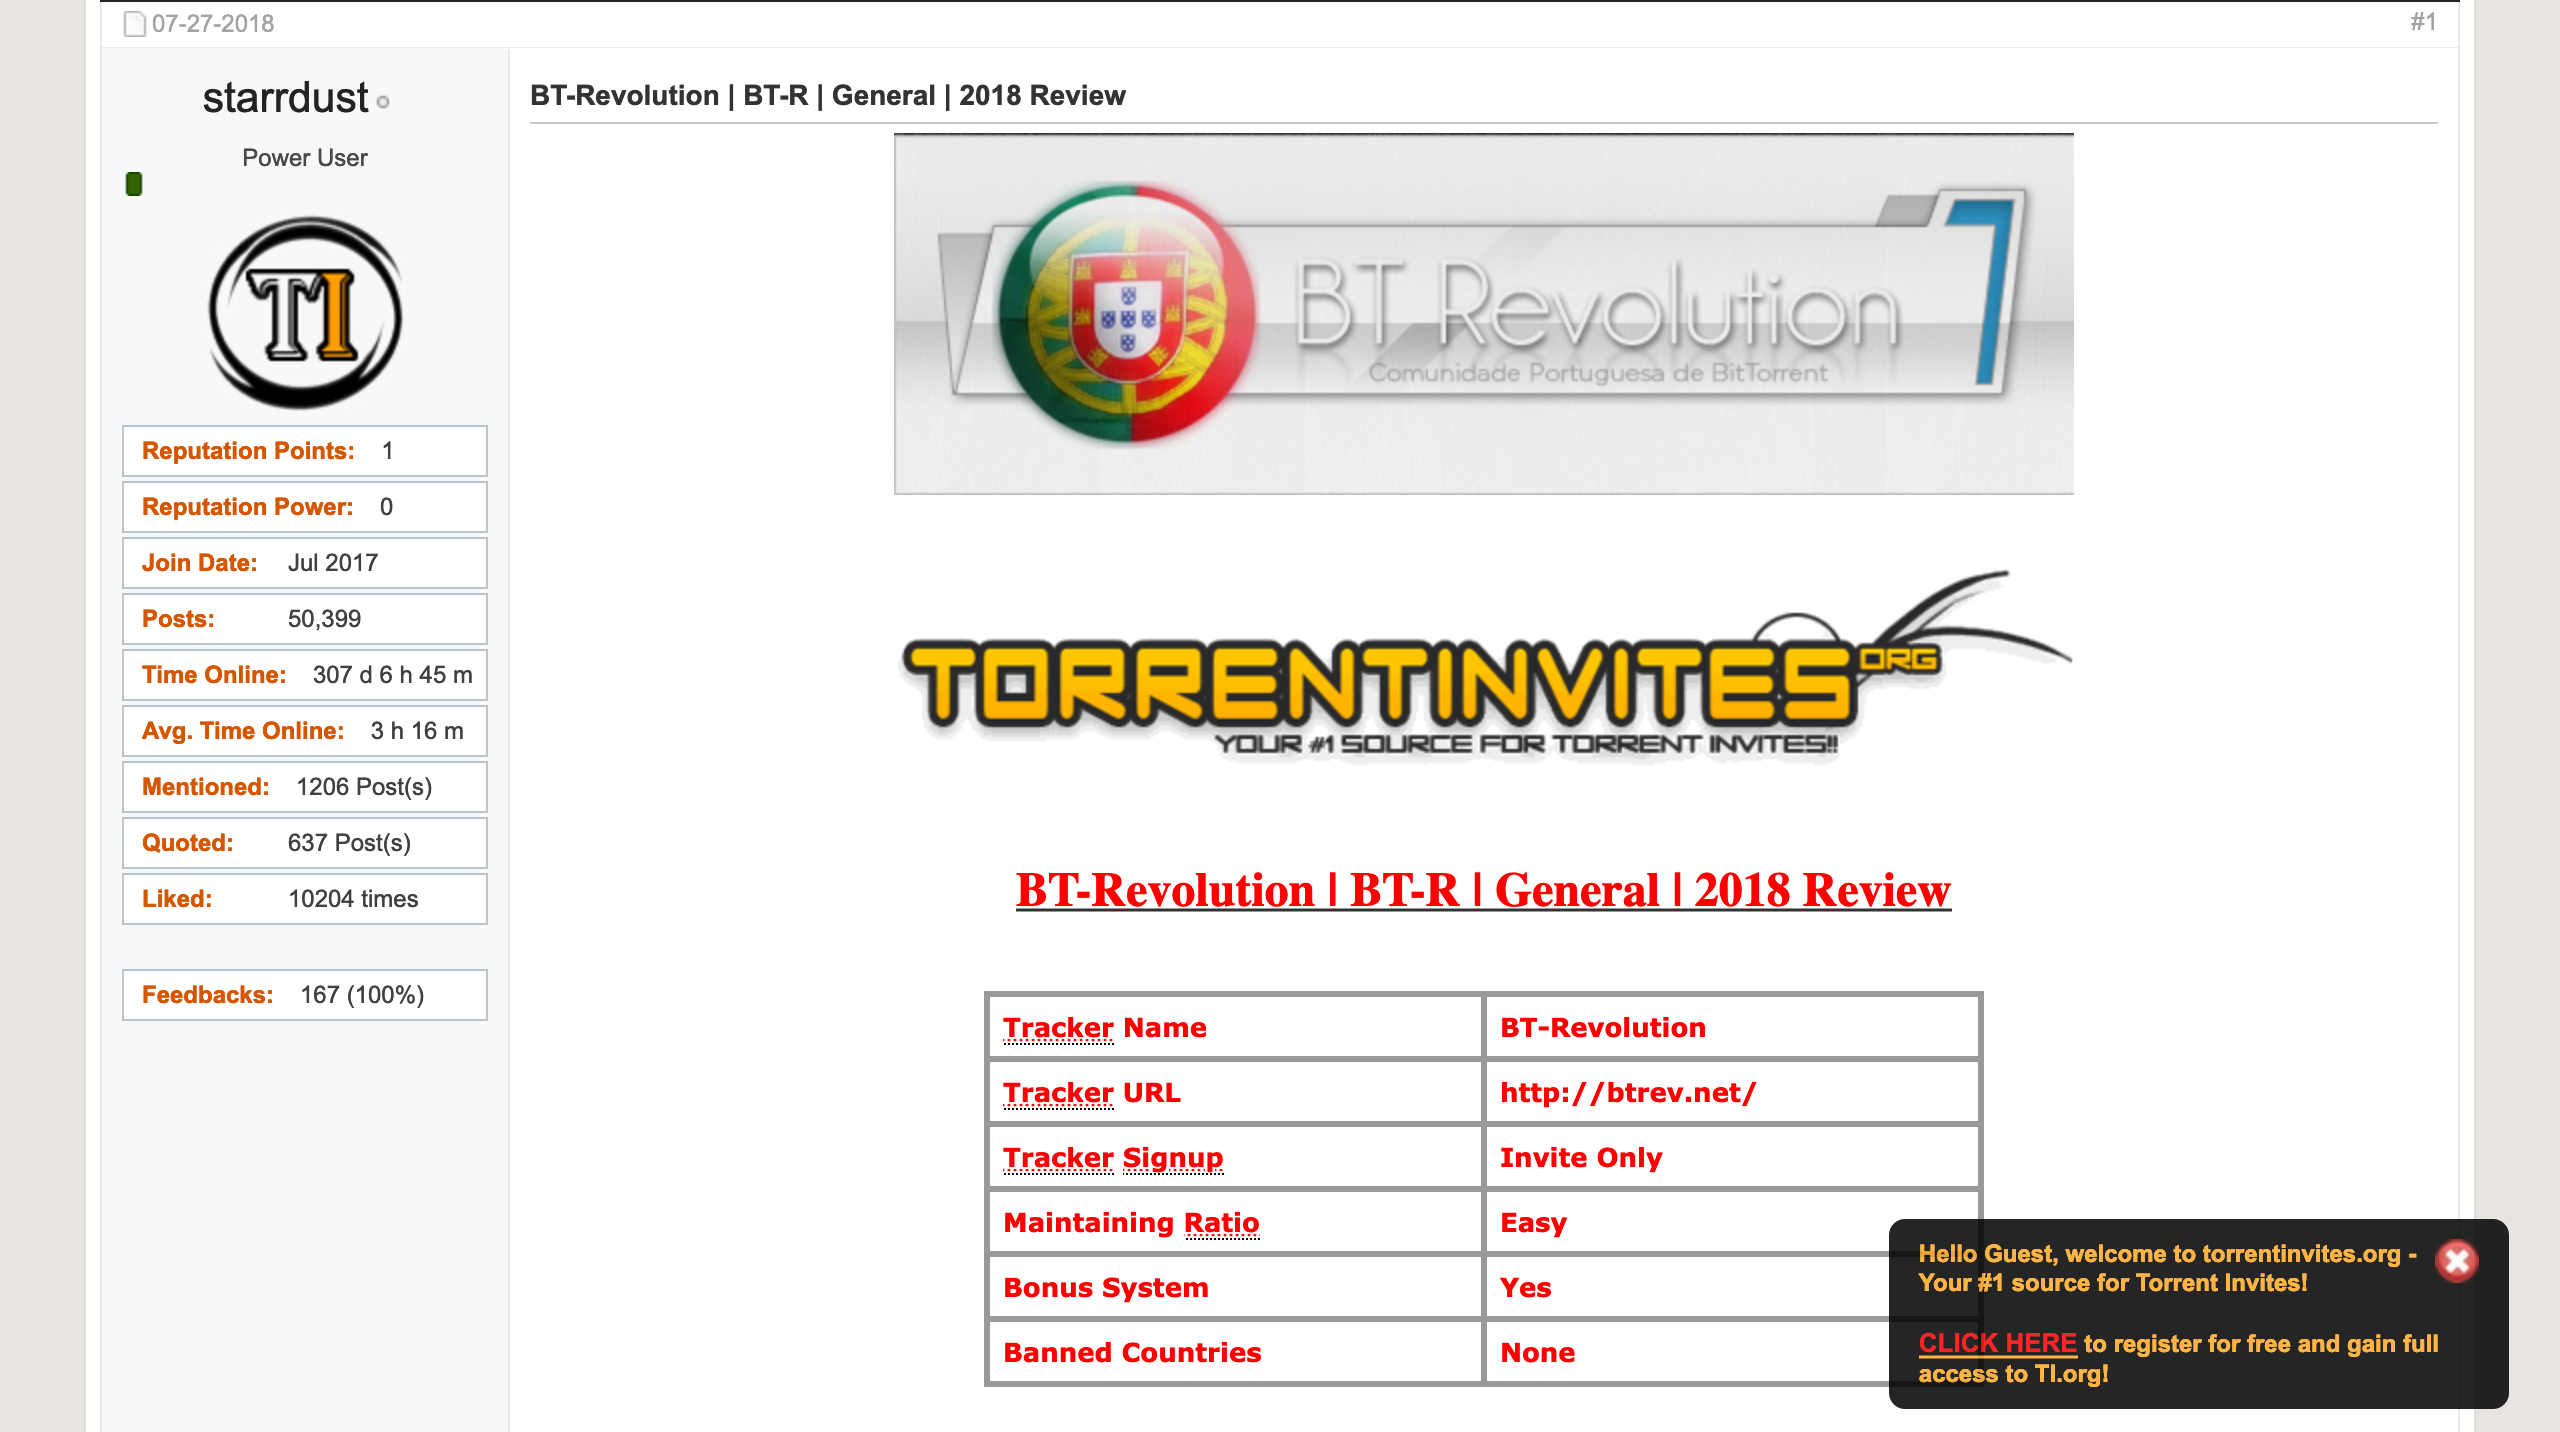 07-27-2018
#1
starrdust
Power User
TI
Reputation Points: 1
Reputation Power: 0
Join Date: Jul 2017
Posts: 50,399
Time Online: 307 d 6 h 45 m
Avg. Time Online: 3 h 16 m
Mentioned: 1206 Post(s)
Quoted: 637 Post(s)
Liked: 10204 times
Feedbacks: 167 (100%)
BT-Revolution | BT-R | General | 2018 Review
BT Revolution 7
Comunidade Portuguesa de BitTorrent
TORRENTINVITES ORG
YOUR #1 SOURCE FOR TORRENT INVITES!!
BT-Revolution | BT-R | General | 2018 Review
Tracker Name BT-Revolution
Tracker URL http://btrev.net/
Tracker Signup Invite Only
Maintaining Ratio Easy
Bonus System Yes
Banned Countries None
Hello Guest, welcome to torrentinvites.org -
Your #1 source for Torrent Invites!
CLICK HERE to register for free and gain full
access to TI.org!